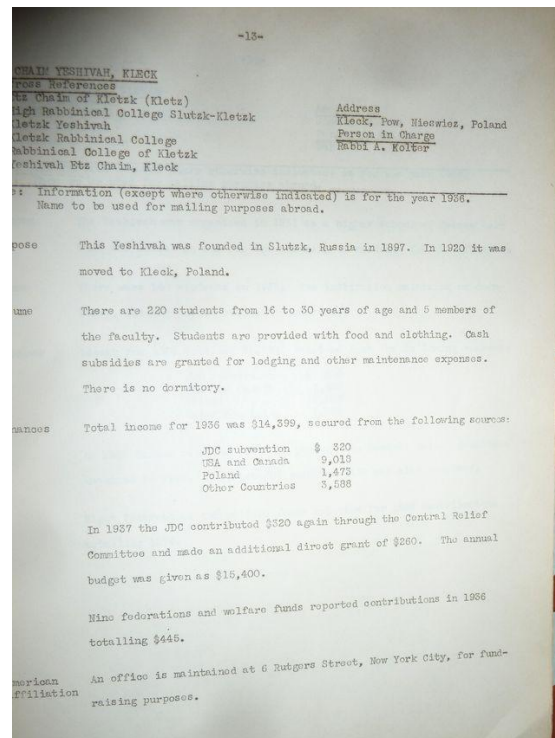 -13-
CHAIM YESHIVAH, KLECK
ross References
tz Chaim of Kletzk (Kletz)
igh Rabbinical College Slutzk-Kletzk
letzk Yeshivah
letzk Rabbinical College
abbinical College of Kletzk
eshivah Etz Chaim, Kleck
Address
Kleck, Pow, Nieswiez, Poland
Person in Charge
Rabbi A. Kolter
e: Information (except where otherwise indicated) is for the year 1936.
Name to be used for mailing purposes abroad.
pose This Yeshivah was founded in Slutzk, Russia in 1897. In 1920 it was
moved to Kleck, Poland.
ume There are 220 students from 16 to 30 years of age and 5 members of
the faculty. Students are provided with food and clothing. Cash
subsidies are granted for lodging and other maintenance expenses.
There is no dormitory.
nances Total income for 1936 was $14,399, secured from the following sources:
JDC subvention $ 320
USA and Canada 9,018
Poland 1,473
Other Countries 3,588
In 1937 the JDC contributed $320 again through the Central Relief
Committee and made an additional direct grant of $260. The annual
budget was given as $15,400.
Nine federations and welfare funds reported contributions in 1936
totalling $445.
merican An office is maintained at 6 Rutgers Street, New York City, for fund-
ffiliation raising purposes.